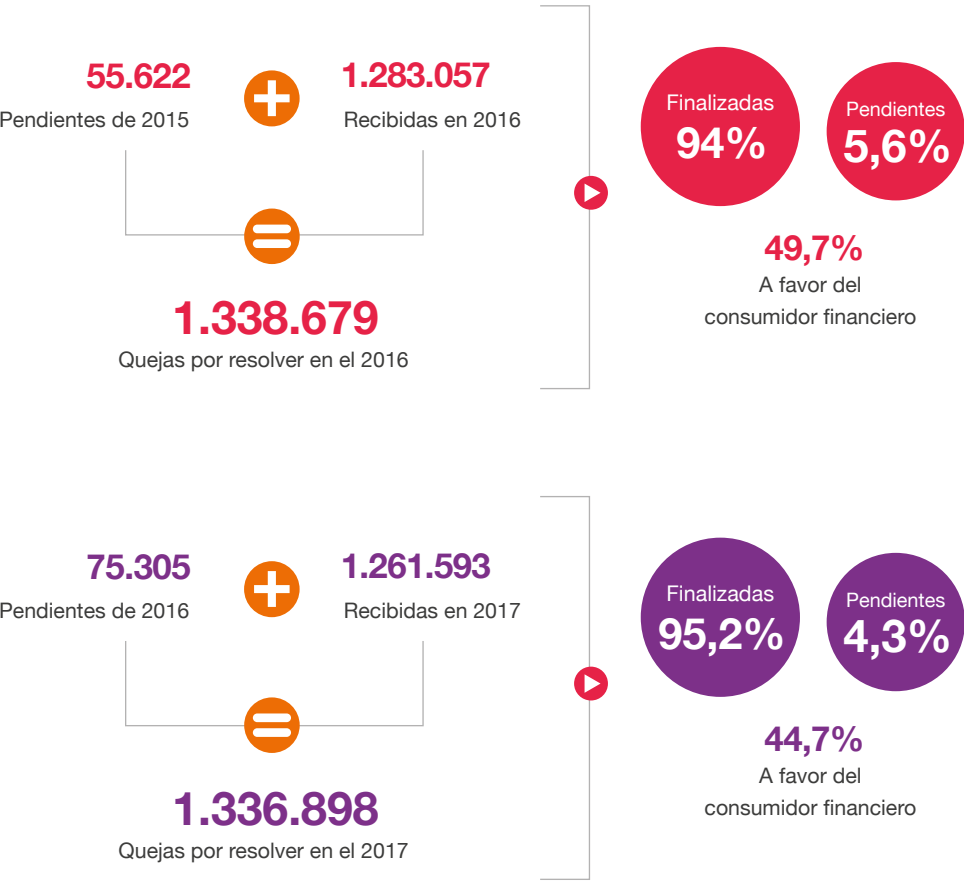 55.622
Pendientes de 2015
1.283.057
Recibidas en 2016
1.338.679
Quejas por resolver en el 2016
Finalizadas
94%
Pendientes
5,6%
49,7%
A favor del
consumidor financiero
75.305
Pendientes de 2016
1.261.593
Recibidas en 2017
1.336.898
Quejas por resolver en el 2017
Finalizadas
95,2%
Pendientes
4,3%
44,7%
A favor del
consumidor financiero